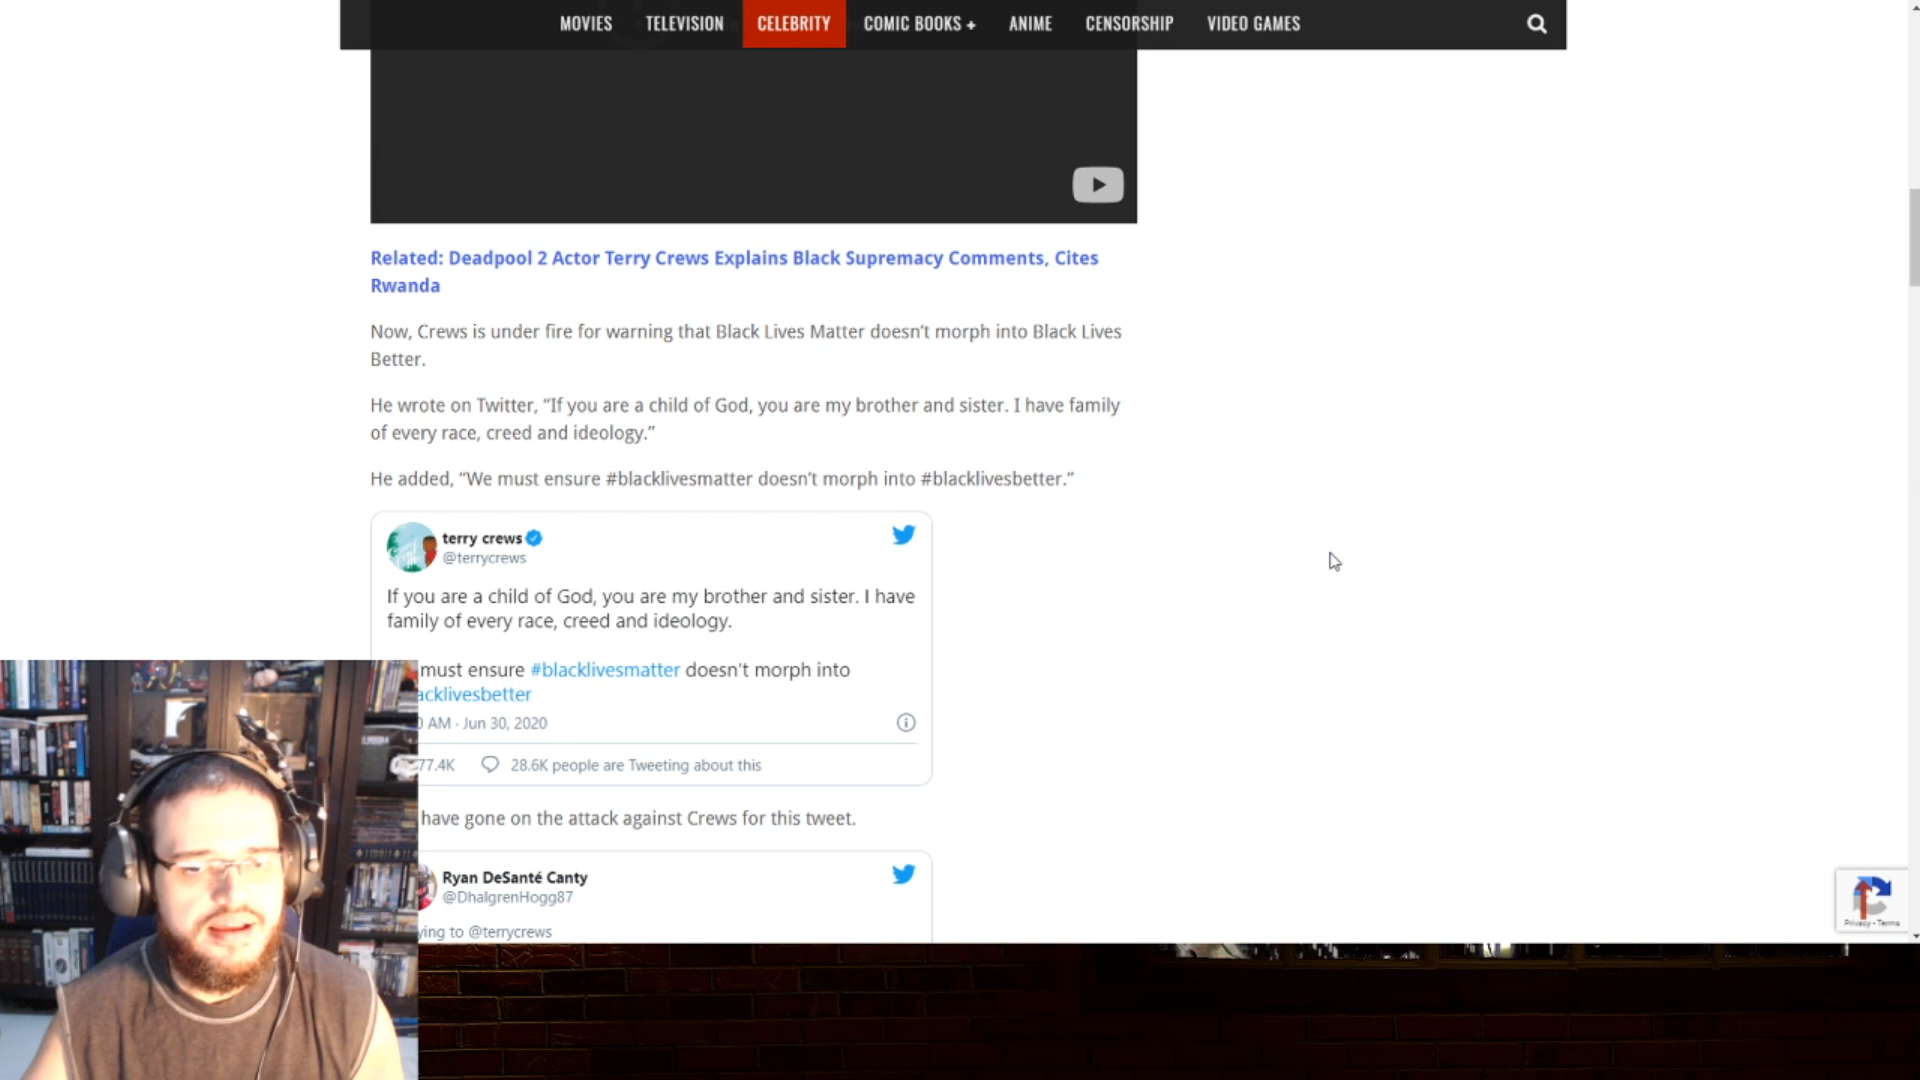 MOVIES TELEVISION CELEBRITY COMIC BOOKS + ANIME CENSORSHIP VIDEO GAMES
Related: Deadpool 2 Actor Terry Crews Explains Black Supremacy Comments, Cites
Rwanda
Now, Crews is under fire for warning that Black Lives Matter doesn't morph into Black Lives
Better.
He wrote on Twitter, “If you are a child of God, you are my brother and sister. I have family
of every race, creed and ideology.”
He added, “We must ensure #blacklivesmatter doesn't morph into #blacklivesbetter.”
terry crews
@terrycrews
If you are a child of God, you are my brother and sister. I have
family of every race, creed and ideology.
must ensure #blacklivesmatter doesn't morph into
acklivesbetter
0 AM · Jun 30, 2020
77.4K 28.6K people are Tweeting about this
have gone on the attack against Crews for this tweet.
Ryan DeSanté Canty
@DhalgrenHogg87
ying to @terrycrews
Privacy - Terms